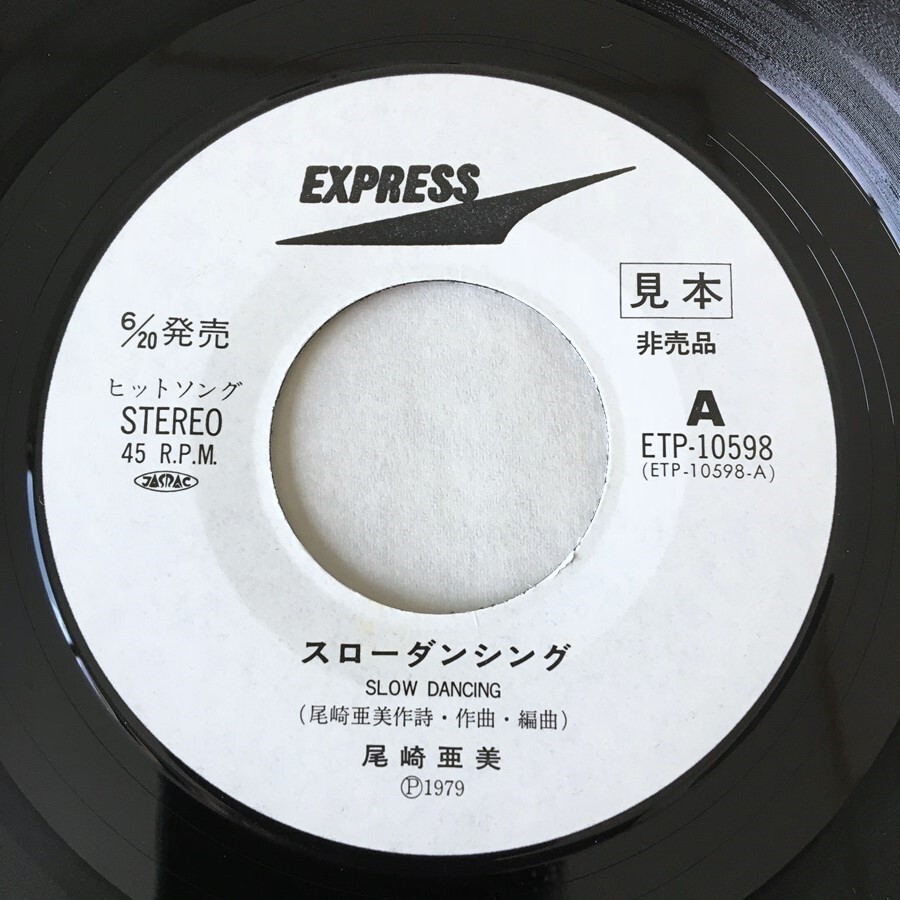 EXPRESS
見本
非売品
6/20発売
ヒットソング
STEREO
45 R.P.M.
JASRAC
A
ETP-10598
(ETP-10598-A)
スローダンシング
SLOW DANCING
(尾崎亜美作詩・作曲・編曲)
尾崎亜美
Ⓟ1979